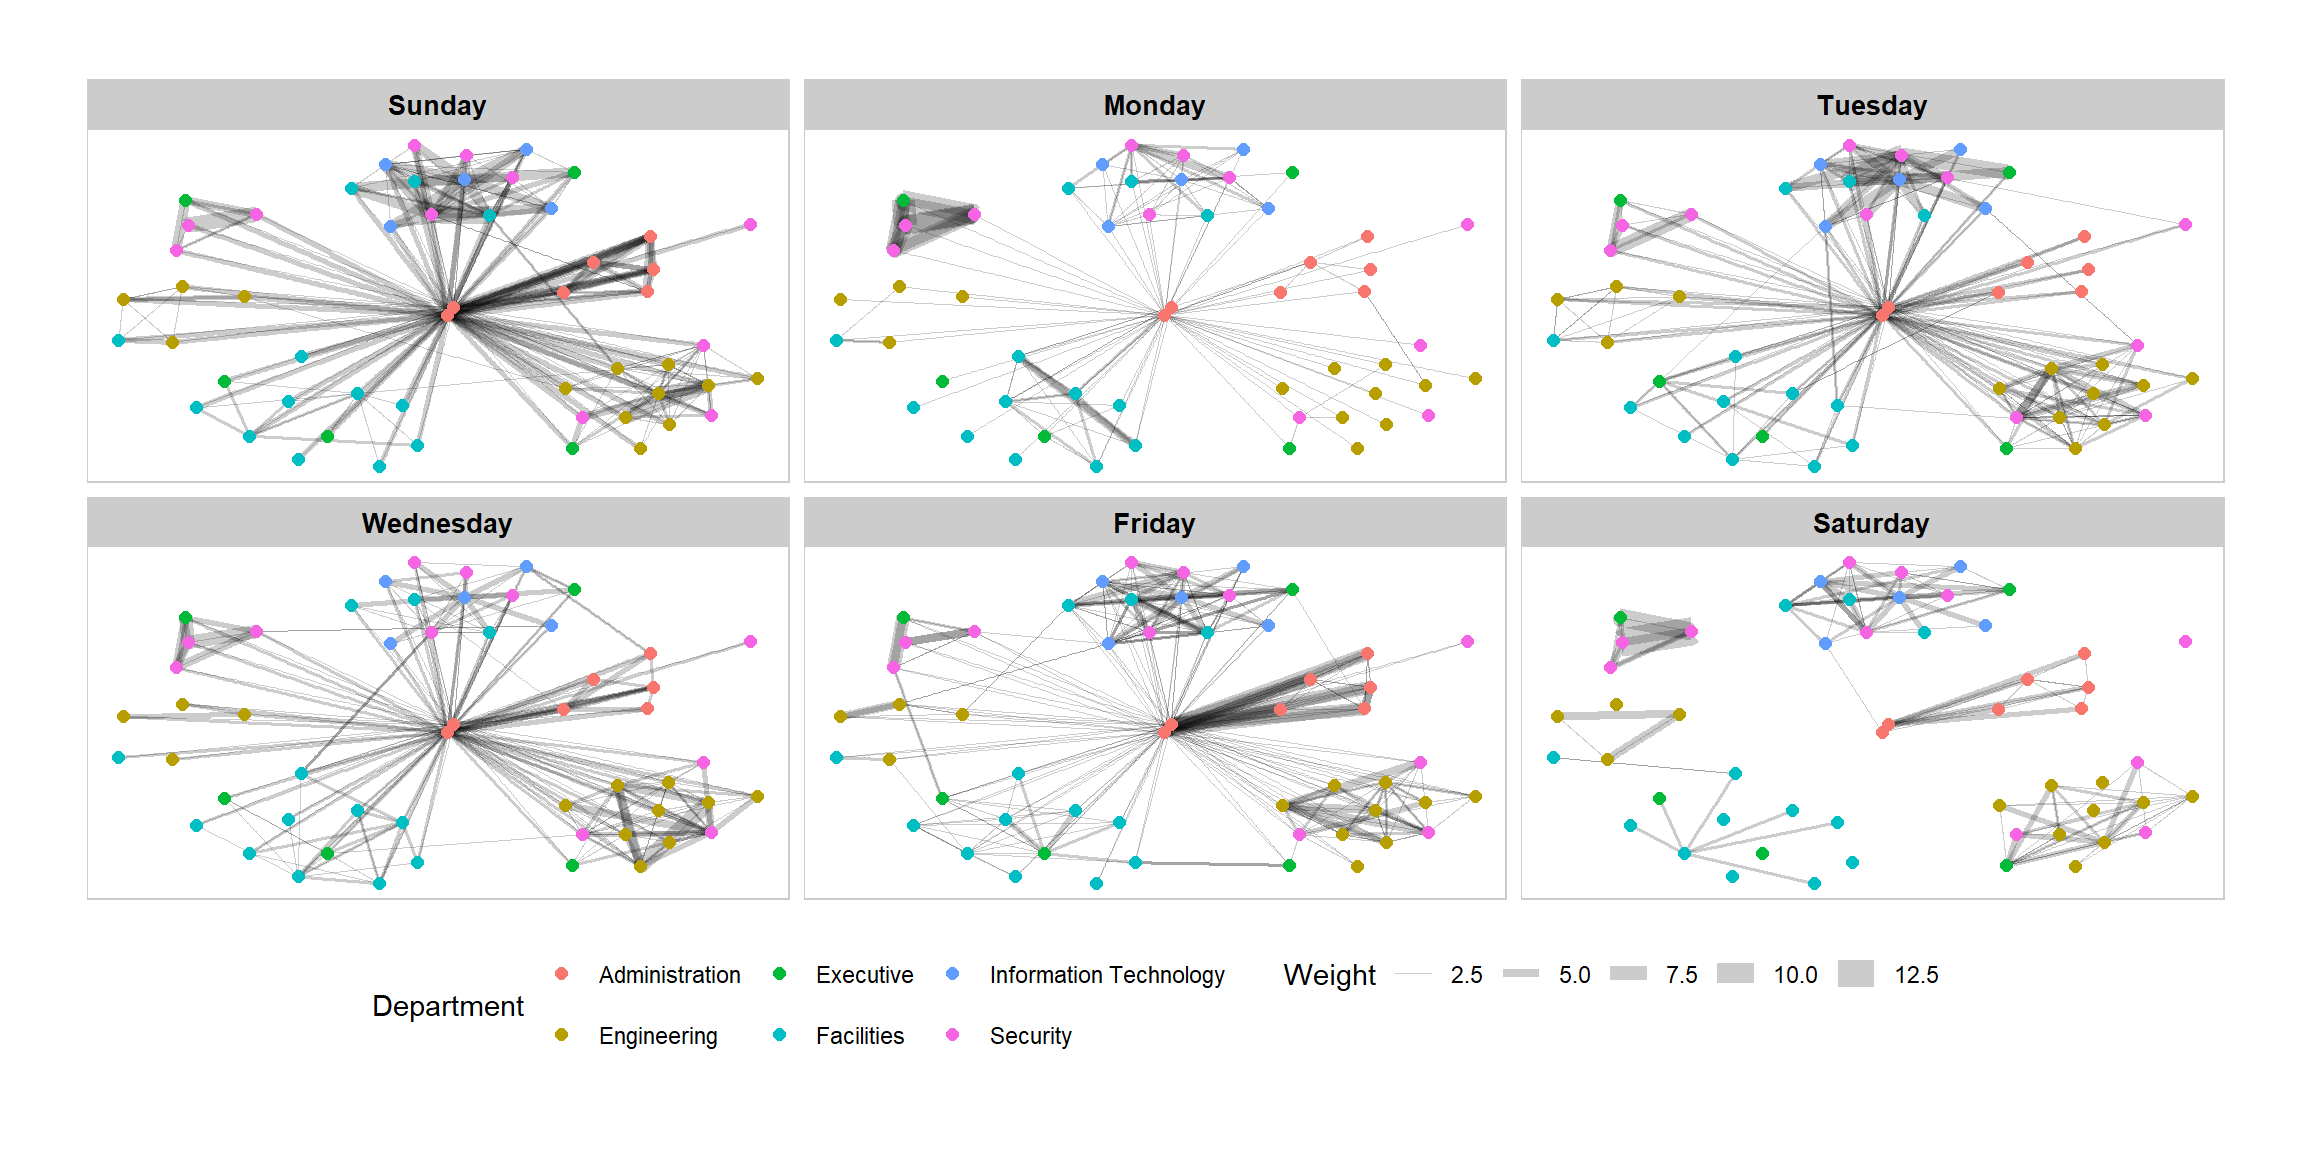 Sunday Monday Tuesday
Wednesday Friday Saturday
Department
Administration Executive Information Technology
Engineering Facilities Security
Weight 2.5 5.0 7.5 10.0 12.5